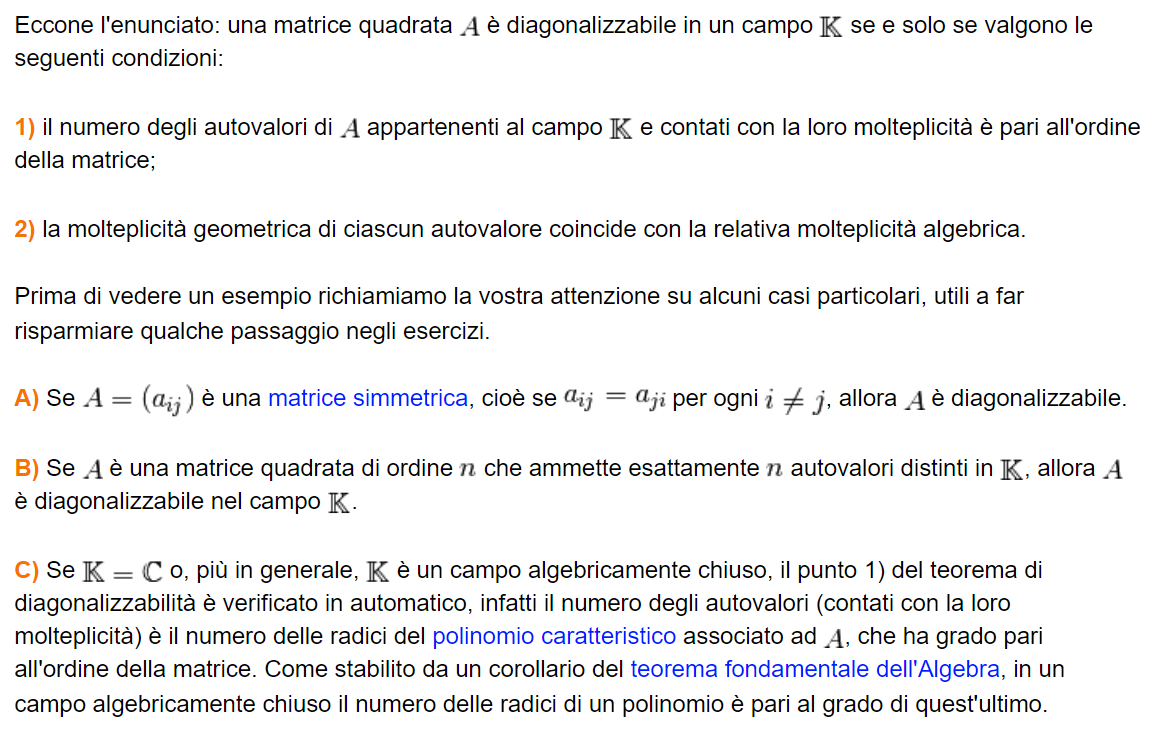 Eccone l'enunciato: una matrice quadrata A è diagonalizzabile in un campo 𝕂 se e solo se valgono le
seguenti condizioni:
1) il numero degli autovalori di A appartenenti al campo 𝕂 e contati con la loro molteplicità è pari all'ordine
della matrice;
2) la molteplicità geometrica di ciascun autovalore coincide con la relativa molteplicità algebrica.
Prima di vedere un esempio richiamiamo la vostra attenzione su alcuni casi particolari, utili a far
risparmiare qualche passaggio negli esercizi.
A) Se A = (a_{ij}) è una matrice simmetrica, cioè se a_{ij} = a_{ji} per ogni i ≠ j, allora A è diagonalizzabile.
B) Se A è una matrice quadrata di ordine n che ammette esattamente n autovalori distinti in 𝕂, allora A
è diagonalizzabile nel campo 𝕂.
C) Se 𝕂 = ℂ o, più in generale, 𝕂 è un campo algebricamente chiuso, il punto 1) del teorema di
diagonalizzabilità è verificato in automatico, infatti il numero degli autovalori (contati con la loro
molteplicità) è il numero delle radici del polinomio caratteristico associato ad A, che ha grado pari
all'ordine della matrice. Come stabilito da un corollario del teorema fondamentale dell'Algebra, in un
campo algebricamente chiuso il numero delle radici di un polinomio è pari al grado di quest'ultimo.